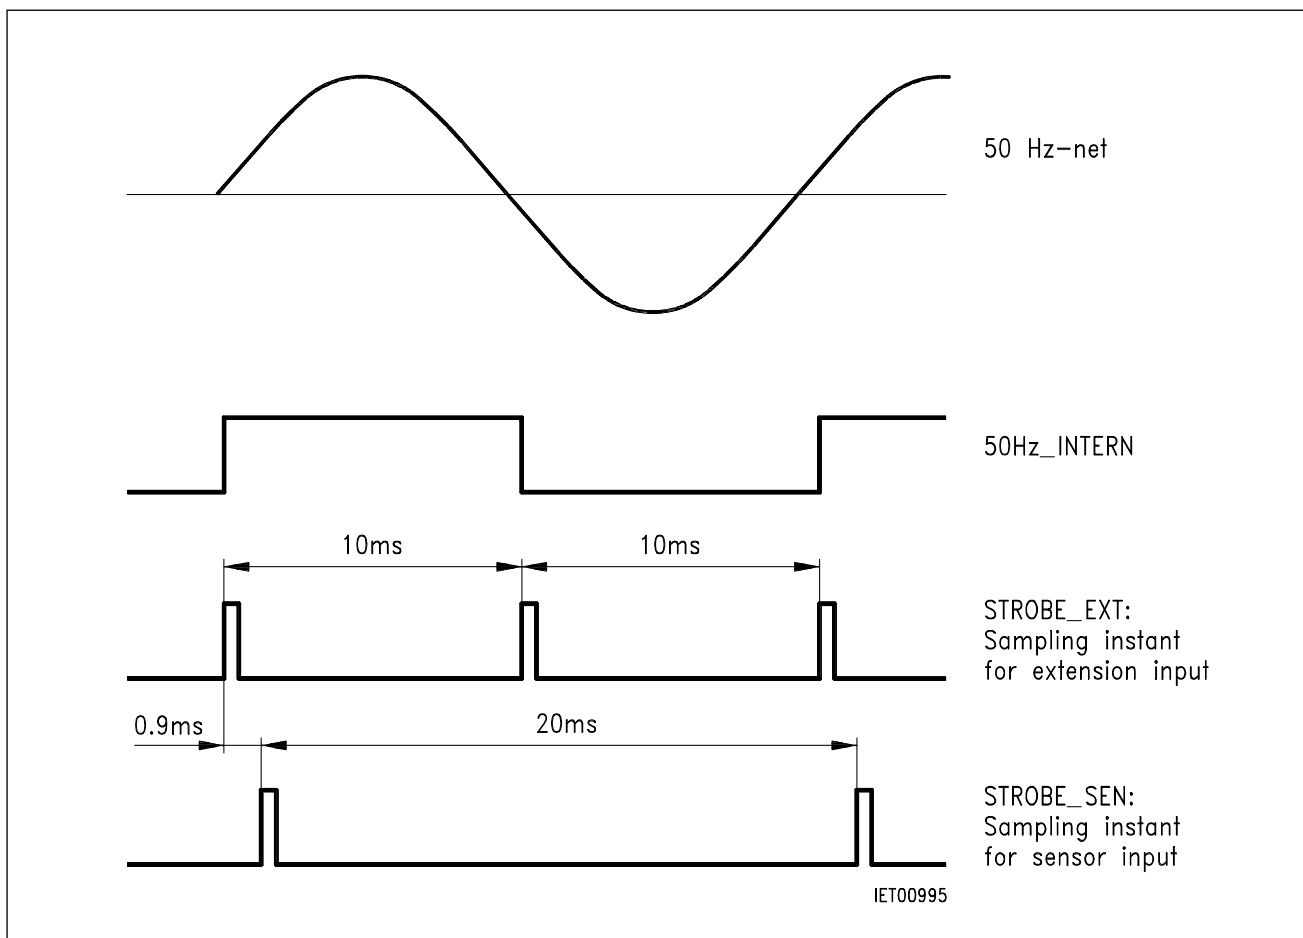 50 Hz-net
50Hz_INTERN
10ms
10ms
STROBE_EXT:
Sampling instant
for extension input
0.9ms
20ms
STROBE_SEN:
Sampling instant
for sensor input
IET00995